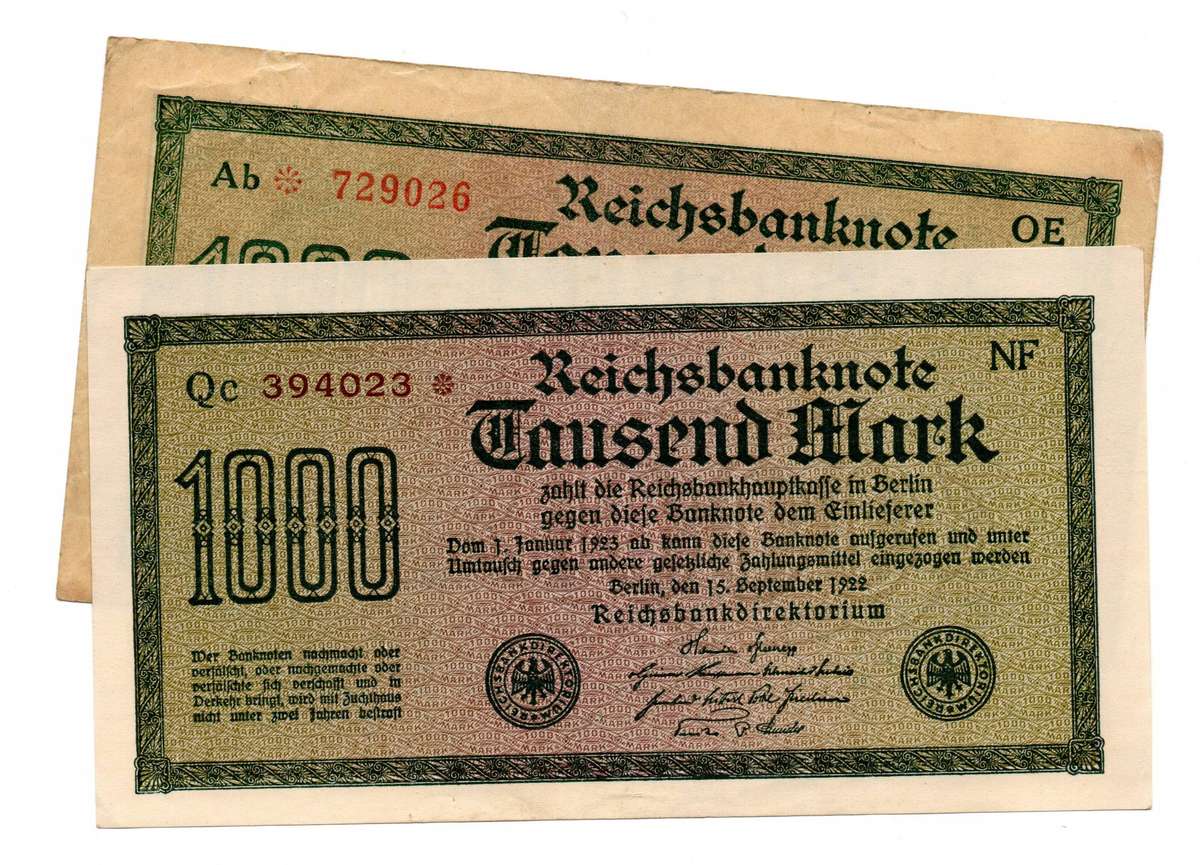 Ab * 729026
Reichsbanknote
OE
Qc 394023 *
Reichsbanknote
NF
Tausend Mark
1000
zahlt die Reichsbankhauptkasse in Berlin
gegen diese Banknote dem Einlieferer
Vom 1. Januar 1923 ab kann diese Banknote aufgerufen und unter
Umtausch gegen andere gesetzliche Zahlungsmittel eingezogen werden
Berlin, den 15. September 1922
Reichsbankdirektorium
Wer Banknoten nachmacht oder
verfälscht, oder nachgemachte oder
verfälschte sich verschafft und in
Verkehr bringt, wird mit Zuchthaus
nicht unter zwei Jahren bestraft
REICHSBANKDIREKTORIUM
REICHSBANKDIREKTORIUM